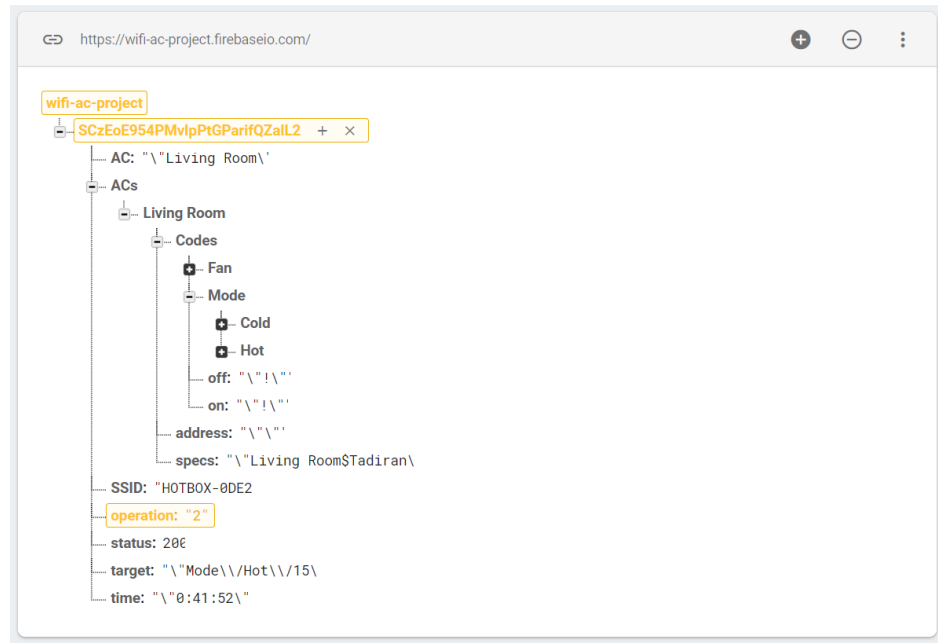 https://wifi-ac-project.firebaseio.com/
wifi-ac-project
SCzEoE954PMvlpPtGParifQZalL2 + ×
AC: "\"Living Room\'
ACs
Living Room
Codes
Fan
Mode
Cold
Hot
off: "\"!\"'
on: "\"!\"'
address: "\"\"'
specs: "\"Living Room$Tadiran\
SSID: "HOTBOX-0DE2
operation: "2"
status: 200
target: "\"Mode\\/Hot\\/15\
time: "\"0:41:52\"